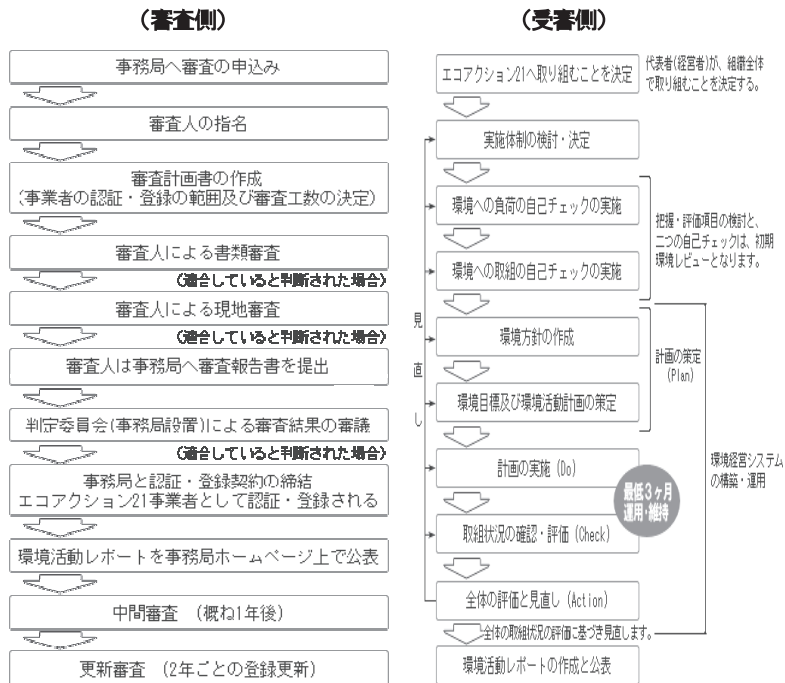 (審査側)
事務局へ審査の申込み
審査人の指名
審査計画書の作成
(事業者の認証・登録の範囲及び審査工数の決定)
審査人による書類審査
(適合していると判断された場合)
審査人による現地審査
(適合していると判断された場合)
審査人は事務局へ審査報告書を提出
判定委員会(事務局設置)による審査結果の審議
(適合していると判断された場合)
事務局と認証・登録契約の締結
エコアクション21事業者として認証・登録される
環境活動レポートを事務局ホームページ上で公表
中間審査 (概ね1年後)
更新審査 (2年ごとの登録更新)
(受審側)
エコアクション21へ取り組むことを決定
代表者(経営者)が、組織全体
で取り組むことを決定する。
実施体制の検討・決定
環境への負荷の自己チェックの実施
環境への取組の自己チェックの実施
把握・評価項目の検討と、
二つの自己チェックは、初期
環境レビューとなります。
見直し
環境方針の作成
環境目標及び環境活動計画の策定
計画の策定
(Plan)
計画の実施 (Do)
最低3ヶ月
運用・維持
取組状況の確認・評価 (Check)
全体の評価と見直し (Action)
環境経営システム
の構築・運用
全体の取組状況の評価に基づき見直します。
環境活動レポートの作成と公表